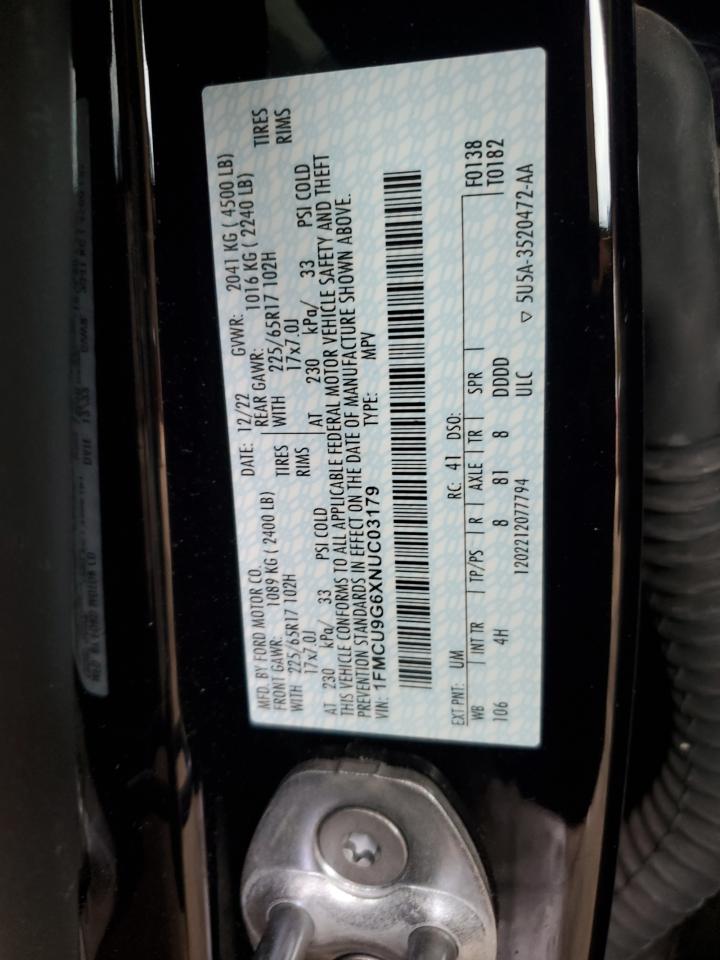 MFD. BY FORD MOTOR CO. DATE: 12/22 GVWR: 2041 KG ( 4500 LB)
FRONT GAWR: 1089 KG ( 2400 LB) REAR GAWR: 1016 KG ( 2240 LB)
WITH 225/65R17 102H TIRES WITH 225/65R17 102H TIRES
17x7.0J RIMS 17x7.0J RIMS
AT 230 kPa/ 33 PSI COLD AT 230 kPa/ 33 PSI COLD
THIS VEHICLE CONFORMS TO ALL APPLICABLE FEDERAL MOTOR VEHICLE SAFETY AND THEFT
PREVENTION STANDARDS IN EFFECT ON THE DATE OF MANUFACTURE SHOWN ABOVE.
VIN: 1FMCU9G6XNUC03179 TYPE: MPV
EXT PNT: UM RC: 41 DSO:
WB INT TR TP/PS R AXLE TR SPR F0138
106 4H 8 81 8 DDDD T0182
1202212077794 ULC ▽ 5U5A-3520472-AA